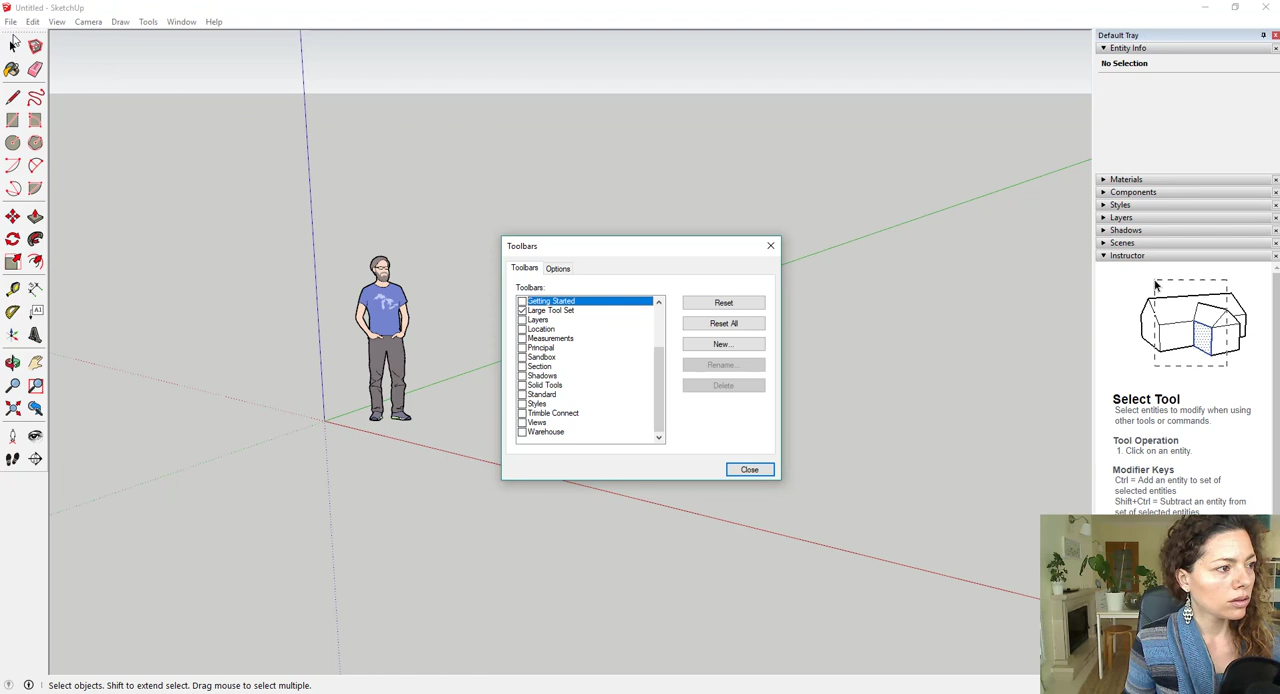 Untitled - SketchUp
File Edit View Camera Draw Tools Window Help
Default Tray
Entity Info
No Selection
Materials
Components
Styles
Layers
Shadows
Scenes
Instructor
Select Tool
Select entities to modify when using
other tools or commands.
Tool Operation
1. Click on an entity.
Modifier Keys
Ctrl = Add an entity to set of
selected entities
Shift+Ctrl = Subtract an entity from
set of selected entities
Toolbars
Toolbars Options
Toolbars:
Getting Started
Large Tool Set
Layers
Location
Measurements
Principal
Sandbox
Section
Shadows
Solid Tools
Standard
Styles
Trimble Connect
Views
Warehouse
Reset
Reset All
New...
Rename...
Delete
Close
Select objects. Shift to extend select. Drag mouse to select multiple.